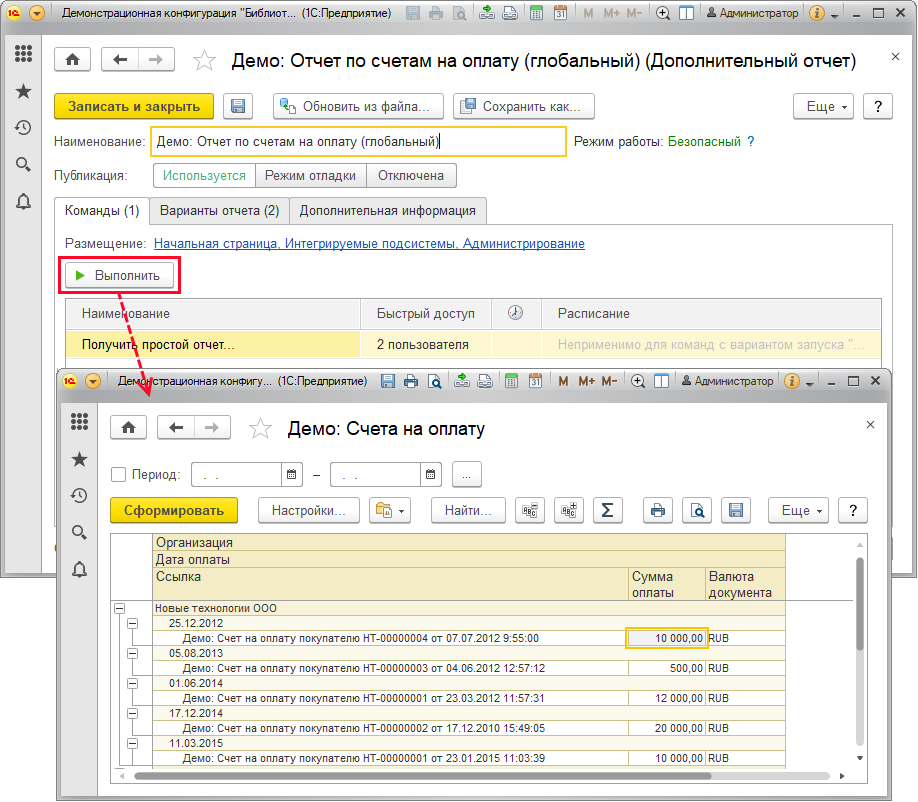 Демонстрационная конфигурация "Библиот... (1С:Предприятие) M M+ M- Администратор
Демо: Отчет по счетам на оплату (глобальный) (Дополнительный отчет)
Записать и закрыть Обновить из файла... Сохранить как... Еще ?
Наименование: Демо: Отчет по счетам на оплату (глобальный) Режим работы: Безопасный ?
Публикация: Используется Режим отладки Отключена
Команды (1) Варианты отчета (2) Дополнительная информация
Размещение: Начальная страница, Интегрируемые подсистемы, Администрирование
Выполнить
Наименование Быстрый доступ Расписание
Получить простой отчет... 2 пользователя Неприменимо для команд с вариантом запуска "...
Демонстрационная конфигу... (1С:Предприятие) M M+ M- Администратор
Демо: Счета на оплату
Период: . . – . . ...
Сформировать Настройки... Найти... Σ Еще ?
Организация
Дата оплаты
Ссылка Сумма оплаты Валюта документа
Новые технологии ООО
25.12.2012
Демо: Счет на оплату покупателю НТ-00000004 от 07.07.2012 9:55:00 10 000,00 RUB
05.08.2013
Демо: Счет на оплату покупателю НТ-00000003 от 04.06.2012 12:57:12 500,00 RUB
01.06.2014
Демо: Счет на оплату покупателю НТ-00000001 от 23.03.2012 11:57:31 12 000,00 RUB
17.12.2014
Демо: Счет на оплату покупателю НТ-00000002 от 17.12.2010 15:49:05 20 000,00 RUB
11.03.2015
Демо: Счет на оплату покупателю НТ-00000001 от 23.01.2015 11:03:39 10 000,00 RUB